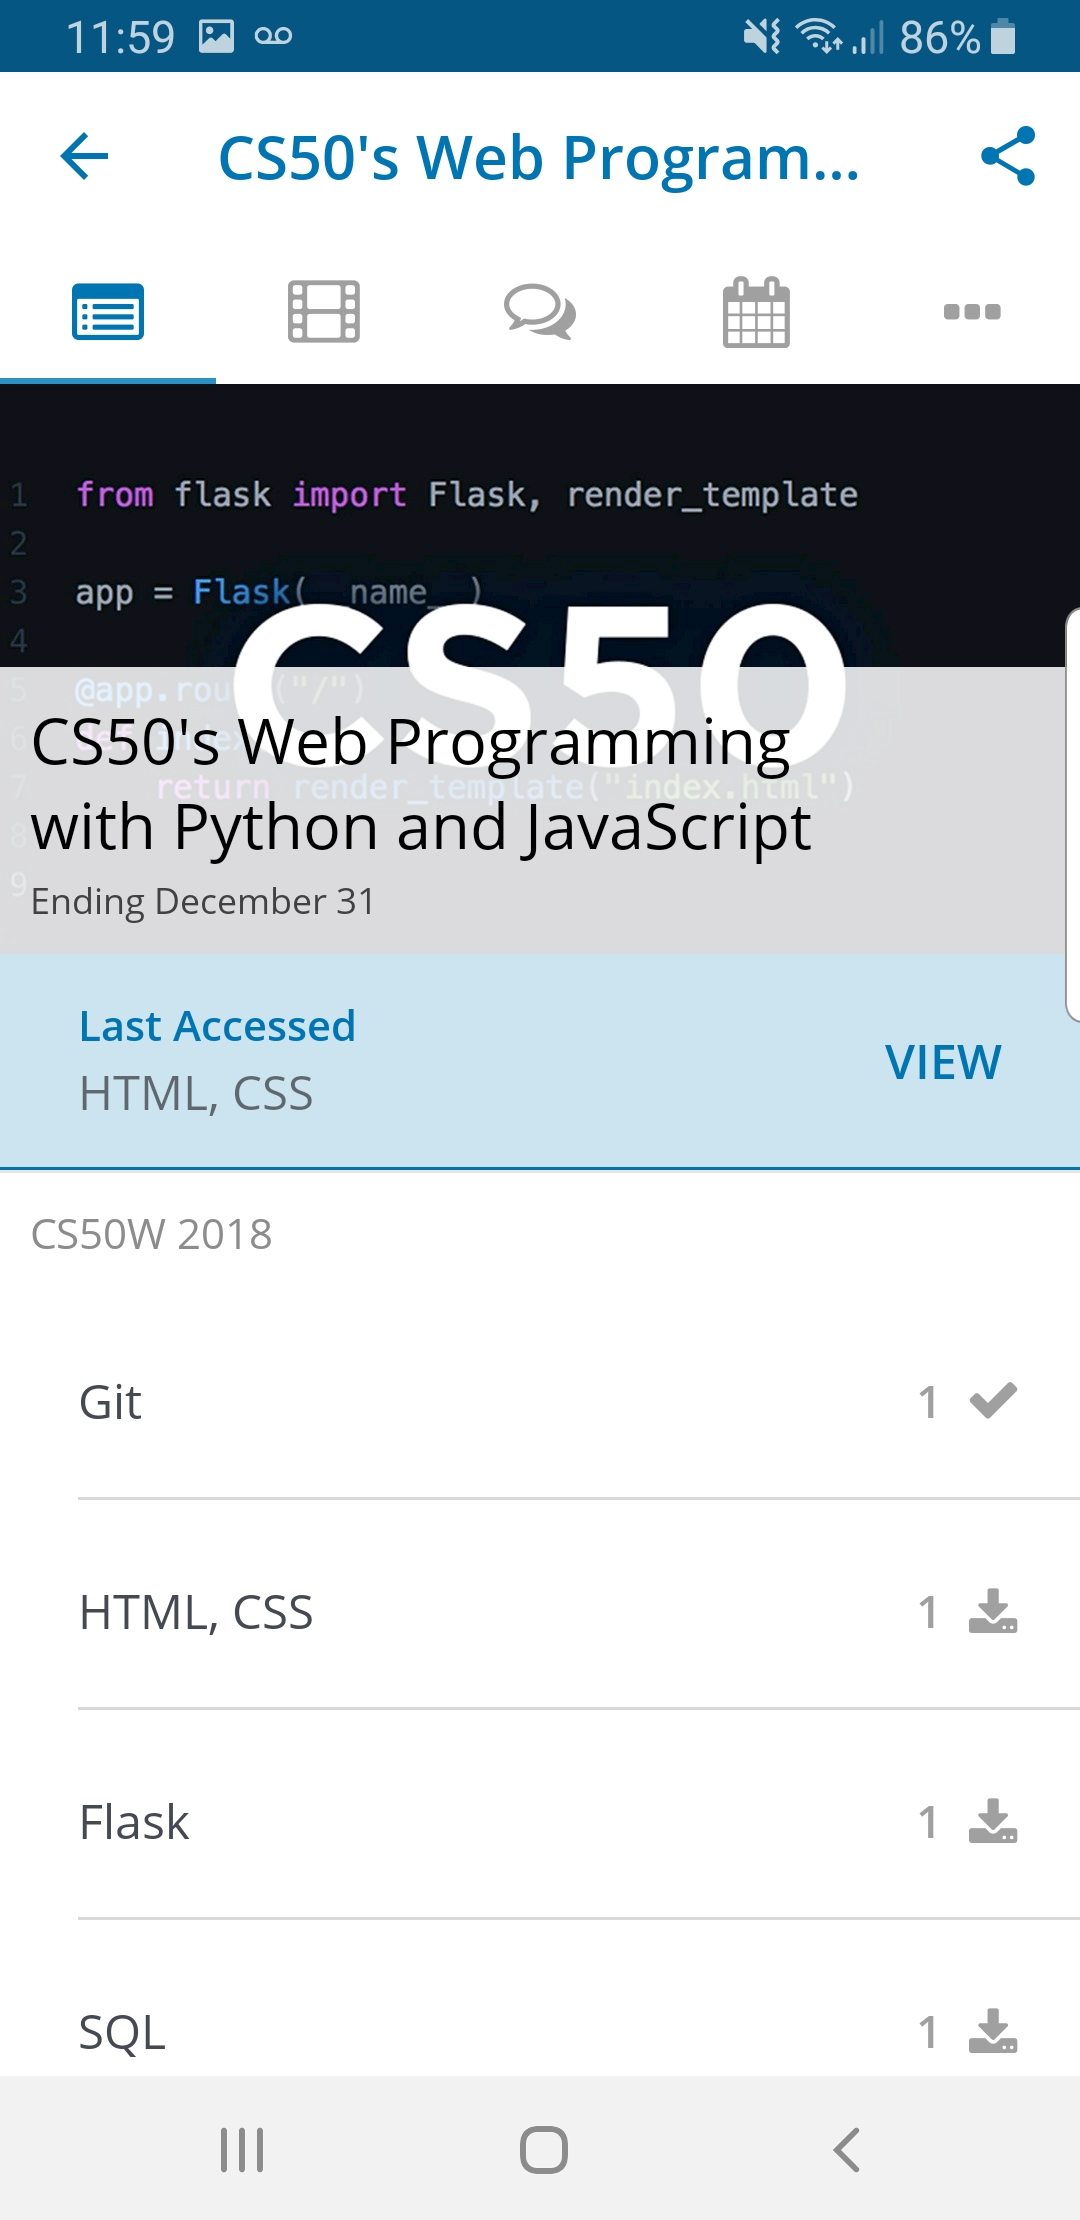 11:59
86%
CS50's Web Program...
1 from flask import Flask, render_template
2
3 app = Flask(__name__)
4
CS50
5 @app.rou ("/")
6 def index
7 return render_template("index.html")
8
9
CS50's Web Programming
with Python and JavaScript
Ending December 31
Last Accessed
VIEW
HTML, CSS
CS50W 2018
Git 1
HTML, CSS 1
Flask 1
SQL 1